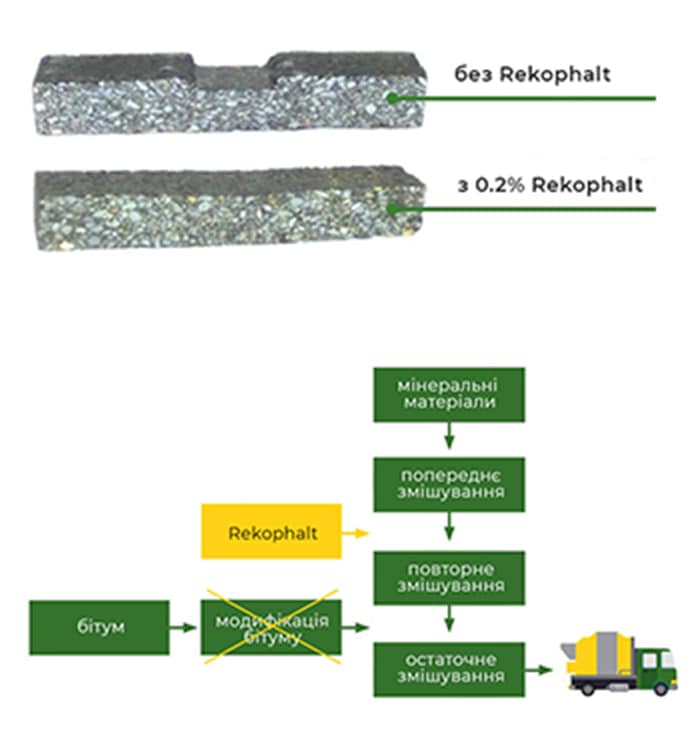 без Rekophalt
з 0.2% Rekophalt
мінеральні
матеріали
попереднє
змішування
Rekophalt
повторне
змішування
бітум
модифікація
бітуму
остаточне
змішування